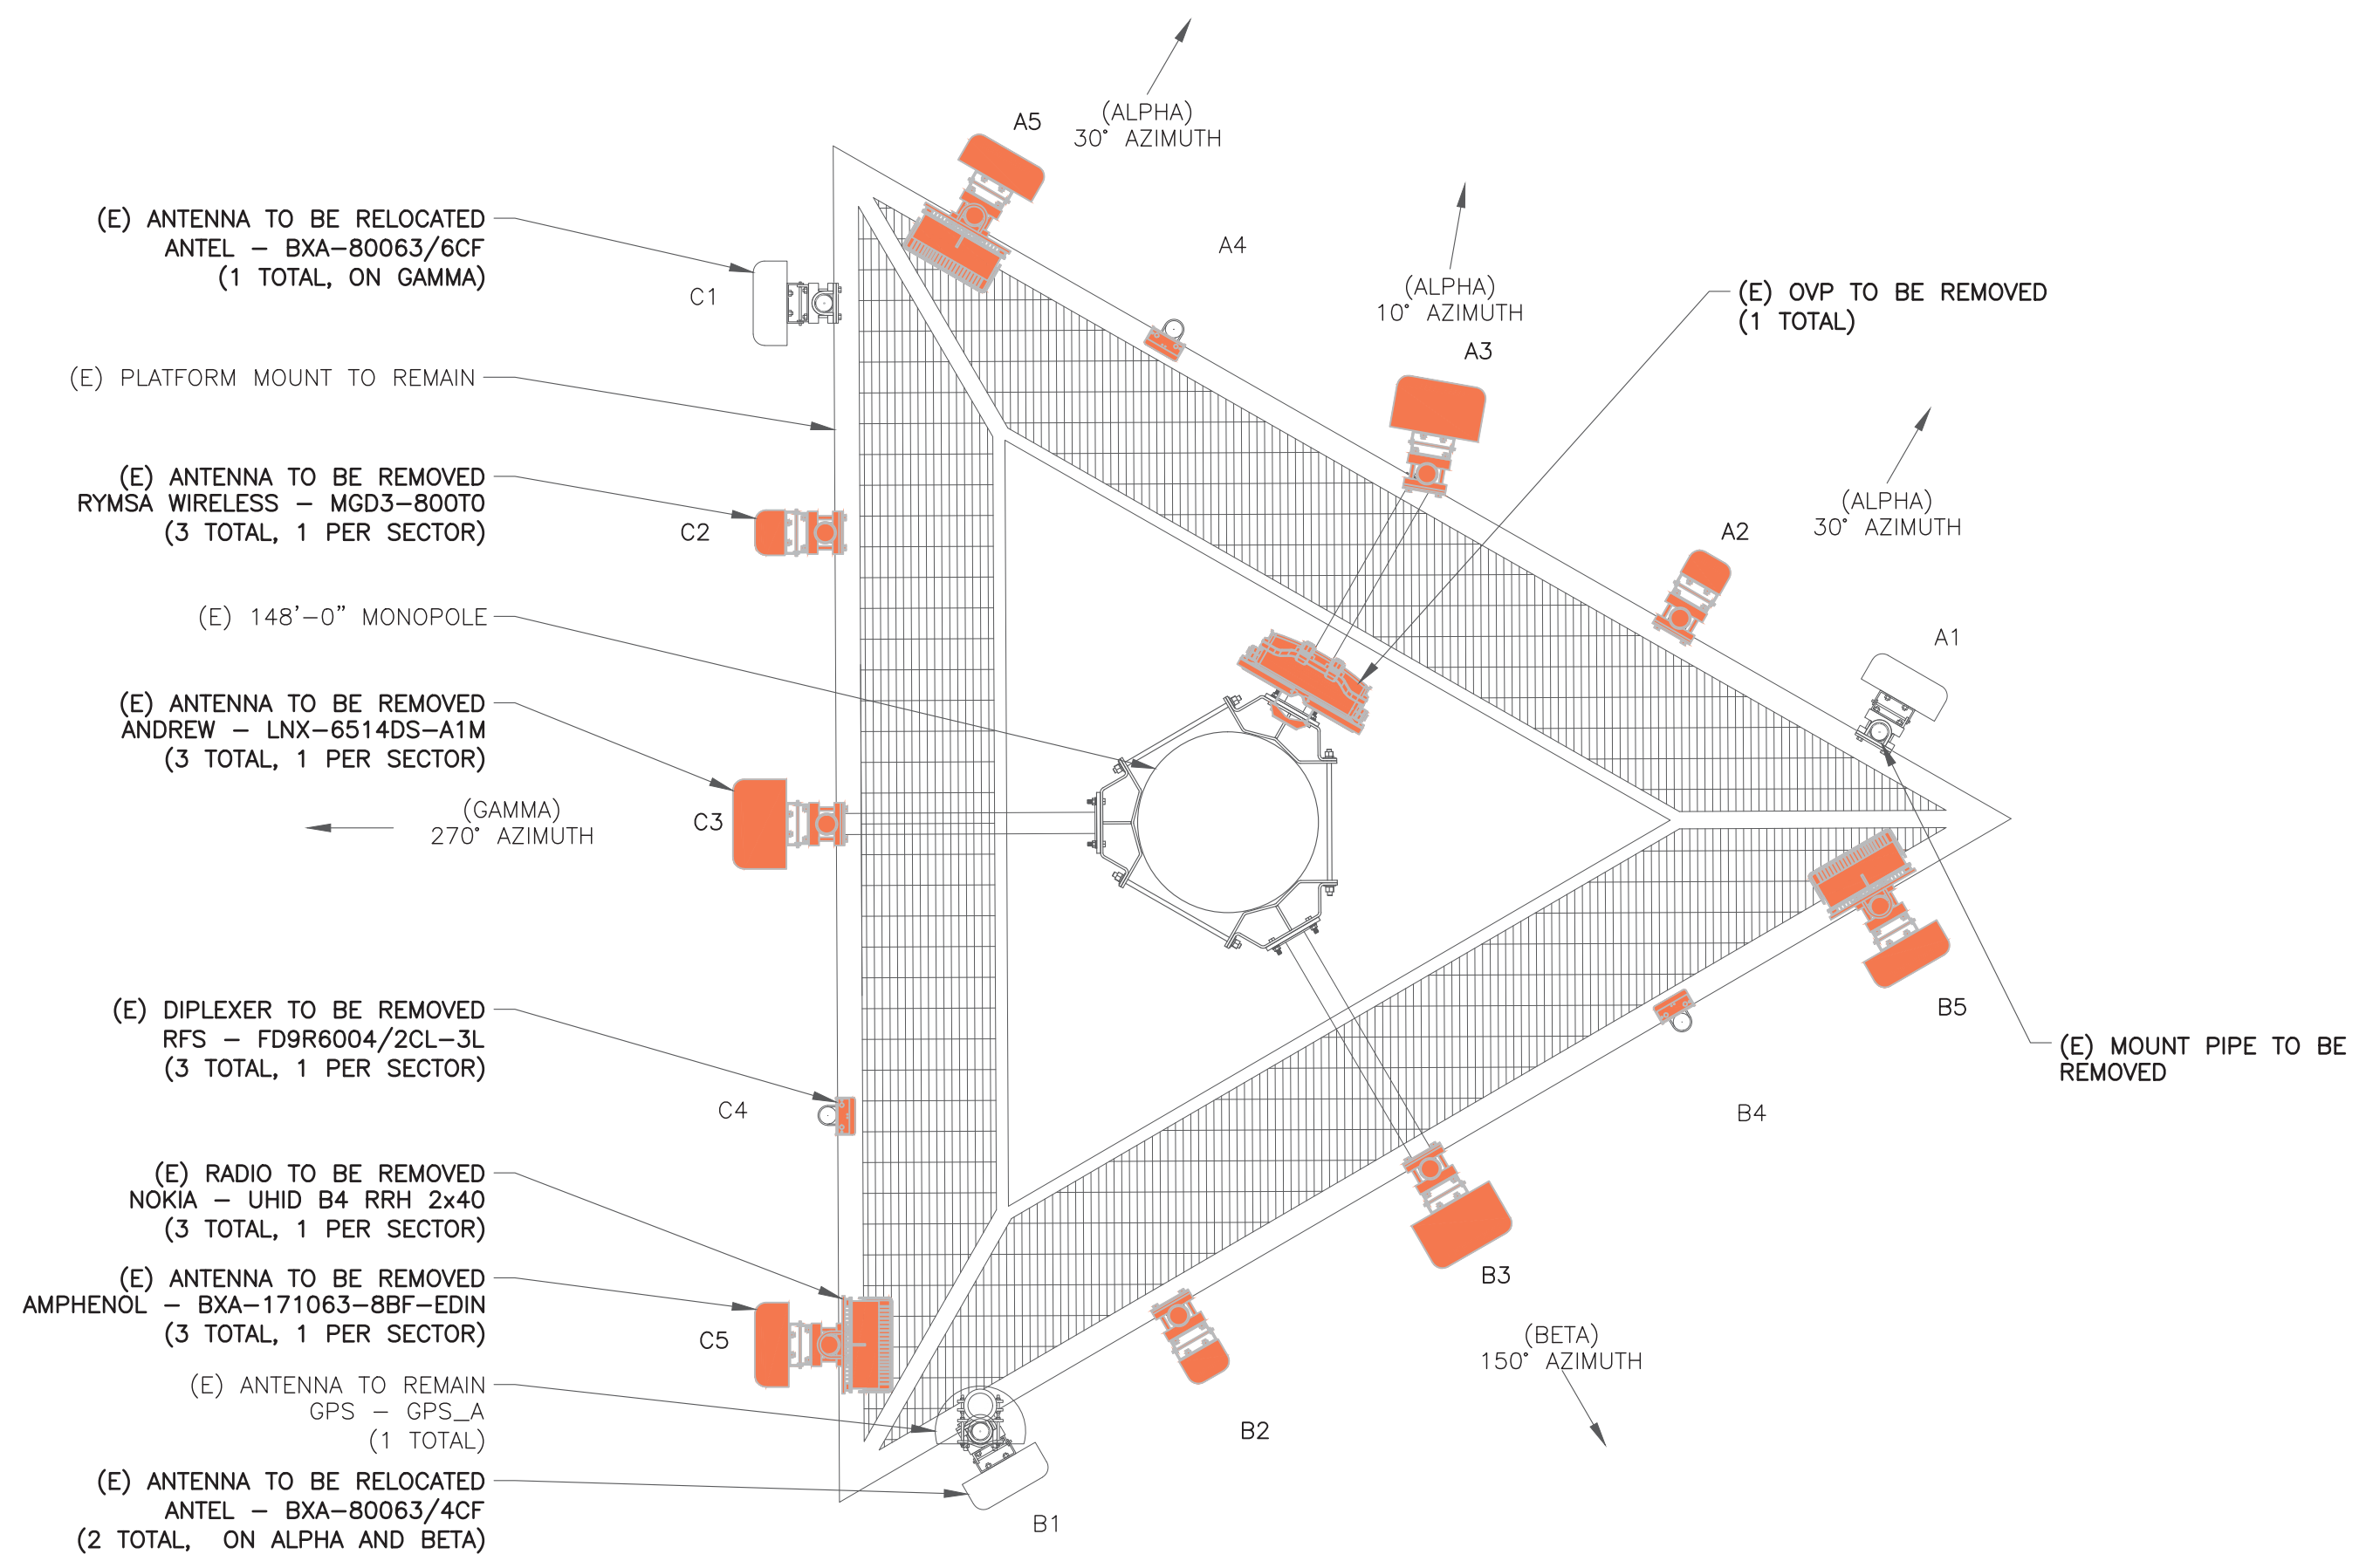 (ALPHA)
30° AZIMUTH
A5
(E) ANTENNA TO BE RELOCATED
ANTEL – BXA–80063/6CF
(1 TOTAL, ON GAMMA)
C1
A4
(ALPHA)
10° AZIMUTH
A3
(E) OVP TO BE REMOVED
(1 TOTAL)
(E) PLATFORM MOUNT TO REMAIN
(E) ANTENNA TO BE REMOVED
RYMSA WIRELESS – MGD3–800T0
(3 TOTAL, 1 PER SECTOR)
C2
A2
(ALPHA)
30° AZIMUTH
(E) 148'–0" MONOPOLE
A1
(E) ANTENNA TO BE REMOVED
ANDREW – LNX–6514DS–A1M
(3 TOTAL, 1 PER SECTOR)
(GAMMA)
270° AZIMUTH
C3
(E) DIPLEXER TO BE REMOVED
RFS – FD9R6004/2CL–3L
(3 TOTAL, 1 PER SECTOR)
C4
B5
(E) MOUNT PIPE TO BE
REMOVED
B4
(E) RADIO TO BE REMOVED
NOKIA – UHID B4 RRH 2x40
(3 TOTAL, 1 PER SECTOR)
(E) ANTENNA TO BE REMOVED
AMPHENOL – BXA–171063–8BF–EDIN
(3 TOTAL, 1 PER SECTOR)
C5
B3
(BETA)
150° AZIMUTH
(E) ANTENNA TO REMAIN
GPS – GPS_A
(1 TOTAL)
B2
(E) ANTENNA TO BE RELOCATED
ANTEL – BXA–80063/4CF
(2 TOTAL, ON ALPHA AND BETA)
B1